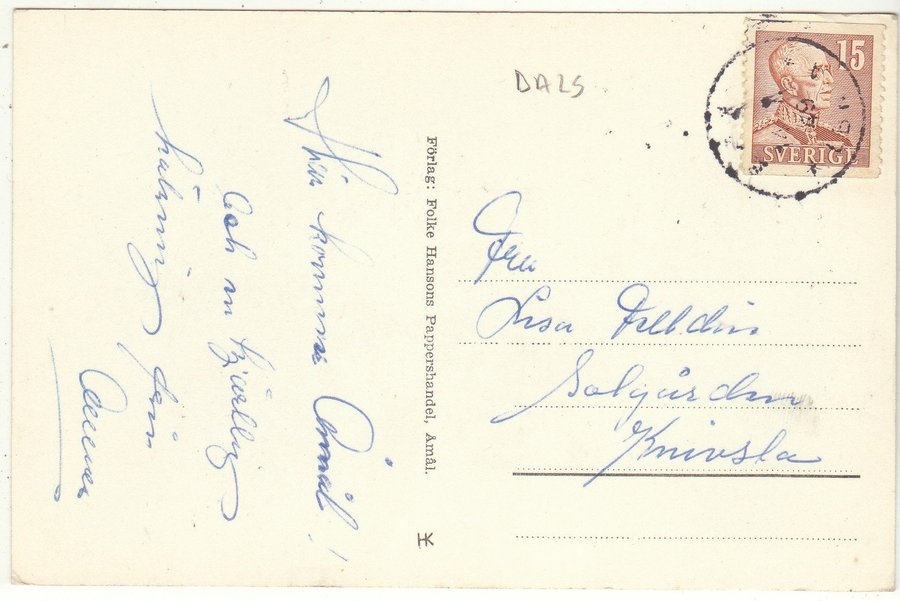 Här kommer Åmål!
Och en hjärtlig
hälsning från
Förlag: Folke Hansons Pappershandel, Åmål.
DALS
15
SVERIGE
Fru
Lisa
Solgården
Knivsta